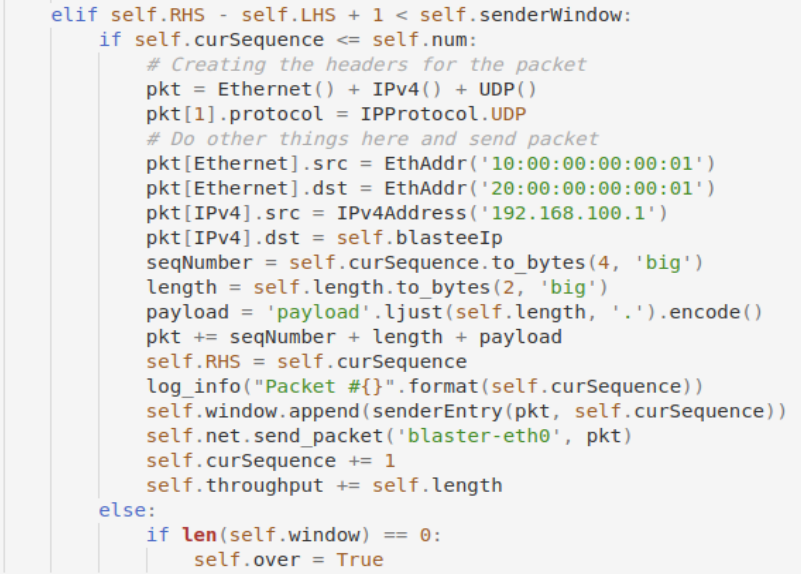 elif self.RHS - self.LHS + 1 < self.senderWindow:
if self.curSequence <= self.num:
# Creating the headers for the packet
pkt = Ethernet() + IPv4() + UDP()
pkt[1].protocol = IPProtocol.UDP
# Do other things here and send packet
pkt[Ethernet].src = EthAddr('10:00:00:00:00:01')
pkt[Ethernet].dst = EthAddr('20:00:00:00:00:01')
pkt[IPv4].src = IPv4Address('192.168.100.1')
pkt[IPv4].dst = self.blasteeIp
seqNumber = self.curSequence.to_bytes(4, 'big')
length = self.length.to_bytes(2, 'big')
payload = 'payload'.ljust(self.length, '.').encode()
pkt += seqNumber + length + payload
self.RHS = self.curSequence
log_info("Packet #{}".format(self.curSequence))
self.window.append(senderEntry(pkt, self.curSequence))
self.net.send_packet('blaster-eth0', pkt)
self.curSequence += 1
self.throughput += self.length
else:
if len(self.window) == 0:
self.over = True